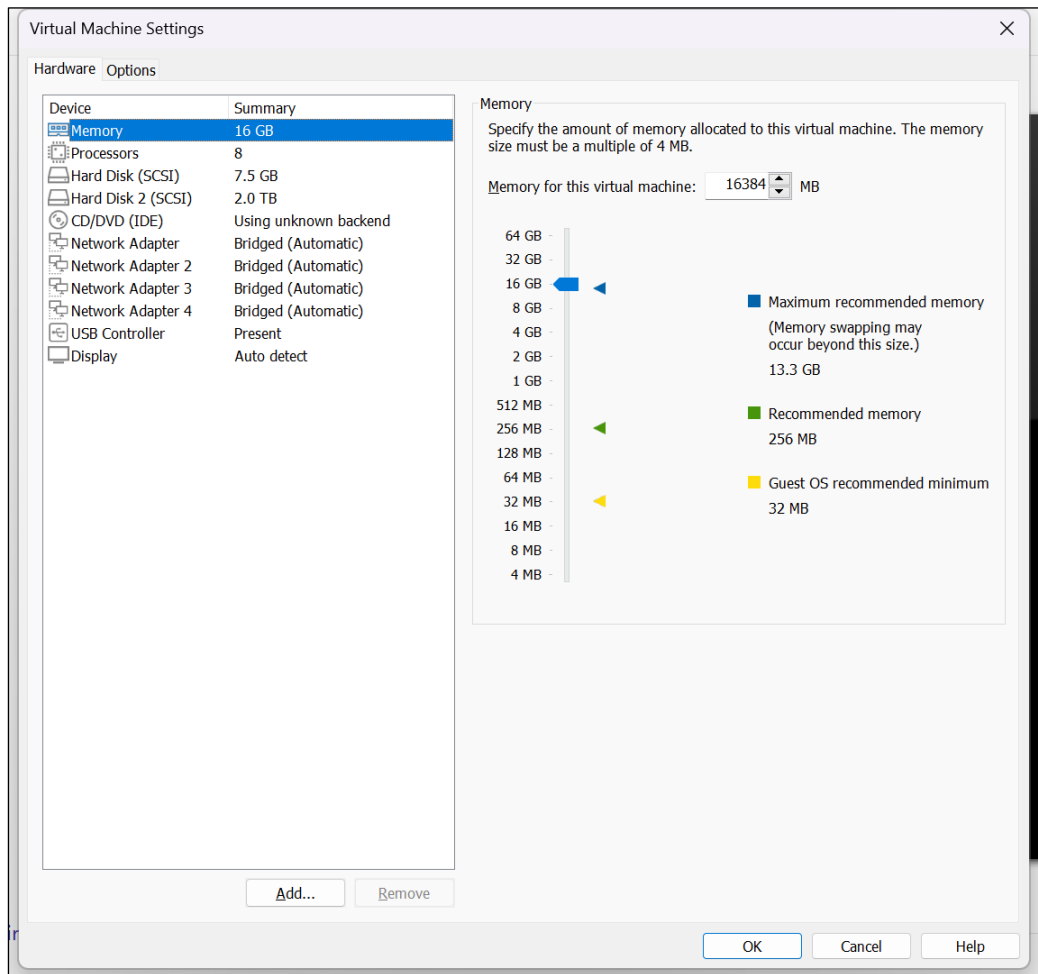 Virtual Machine Settings
Hardware Options
Device Summary
Memory 16 GB
Processors 8
Hard Disk (SCSI) 7.5 GB
Hard Disk 2 (SCSI) 2.0 TB
CD/DVD (IDE) Using unknown backend
Network Adapter Bridged (Automatic)
Network Adapter 2 Bridged (Automatic)
Network Adapter 3 Bridged (Automatic)
Network Adapter 4 Bridged (Automatic)
USB Controller Present
Display Auto detect
Add... Remove
Memory
Specify the amount of memory allocated to this virtual machine. The memory
size must be a multiple of 4 MB.
Memory for this virtual machine: 16384 MB
64 GB
32 GB
16 GB
8 GB
4 GB
2 GB
1 GB
512 MB
256 MB
128 MB
64 MB
32 MB
16 MB
8 MB
4 MB
Maximum recommended memory
(Memory swapping may
occur beyond this size.)
13.3 GB
Recommended memory
256 MB
Guest OS recommended minimum
32 MB
OK Cancel Help